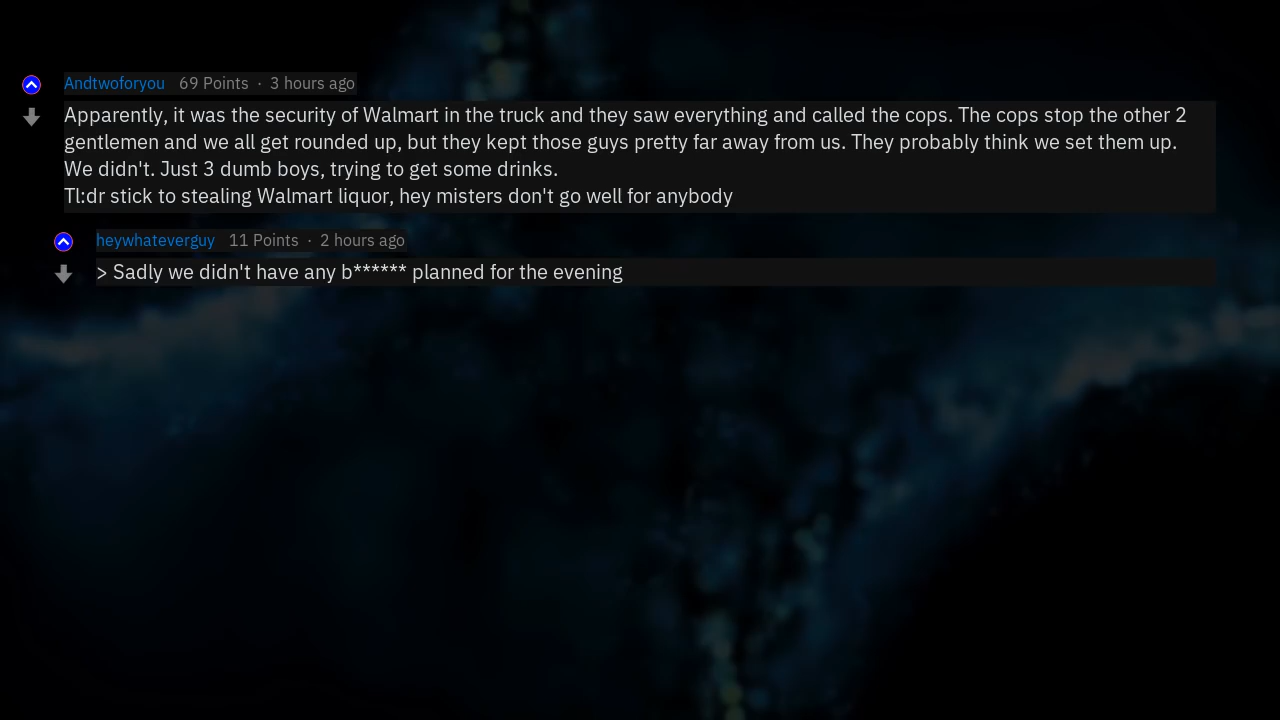 Andtwoforyou 69 Points · 3 hours ago
Apparently, it was the security of Walmart in the truck and they saw everything and called the cops. The cops stop the other 2
gentlemen and we all get rounded up, but they kept those guys pretty far away from us. They probably think we set them up.
We didn't. Just 3 dumb boys, trying to get some drinks.
Tl:dr stick to stealing Walmart liquor, hey misters don't go well for anybody
heywhateverguy 11 Points · 2 hours ago
> Sadly we didn't have any b****** planned for the evening